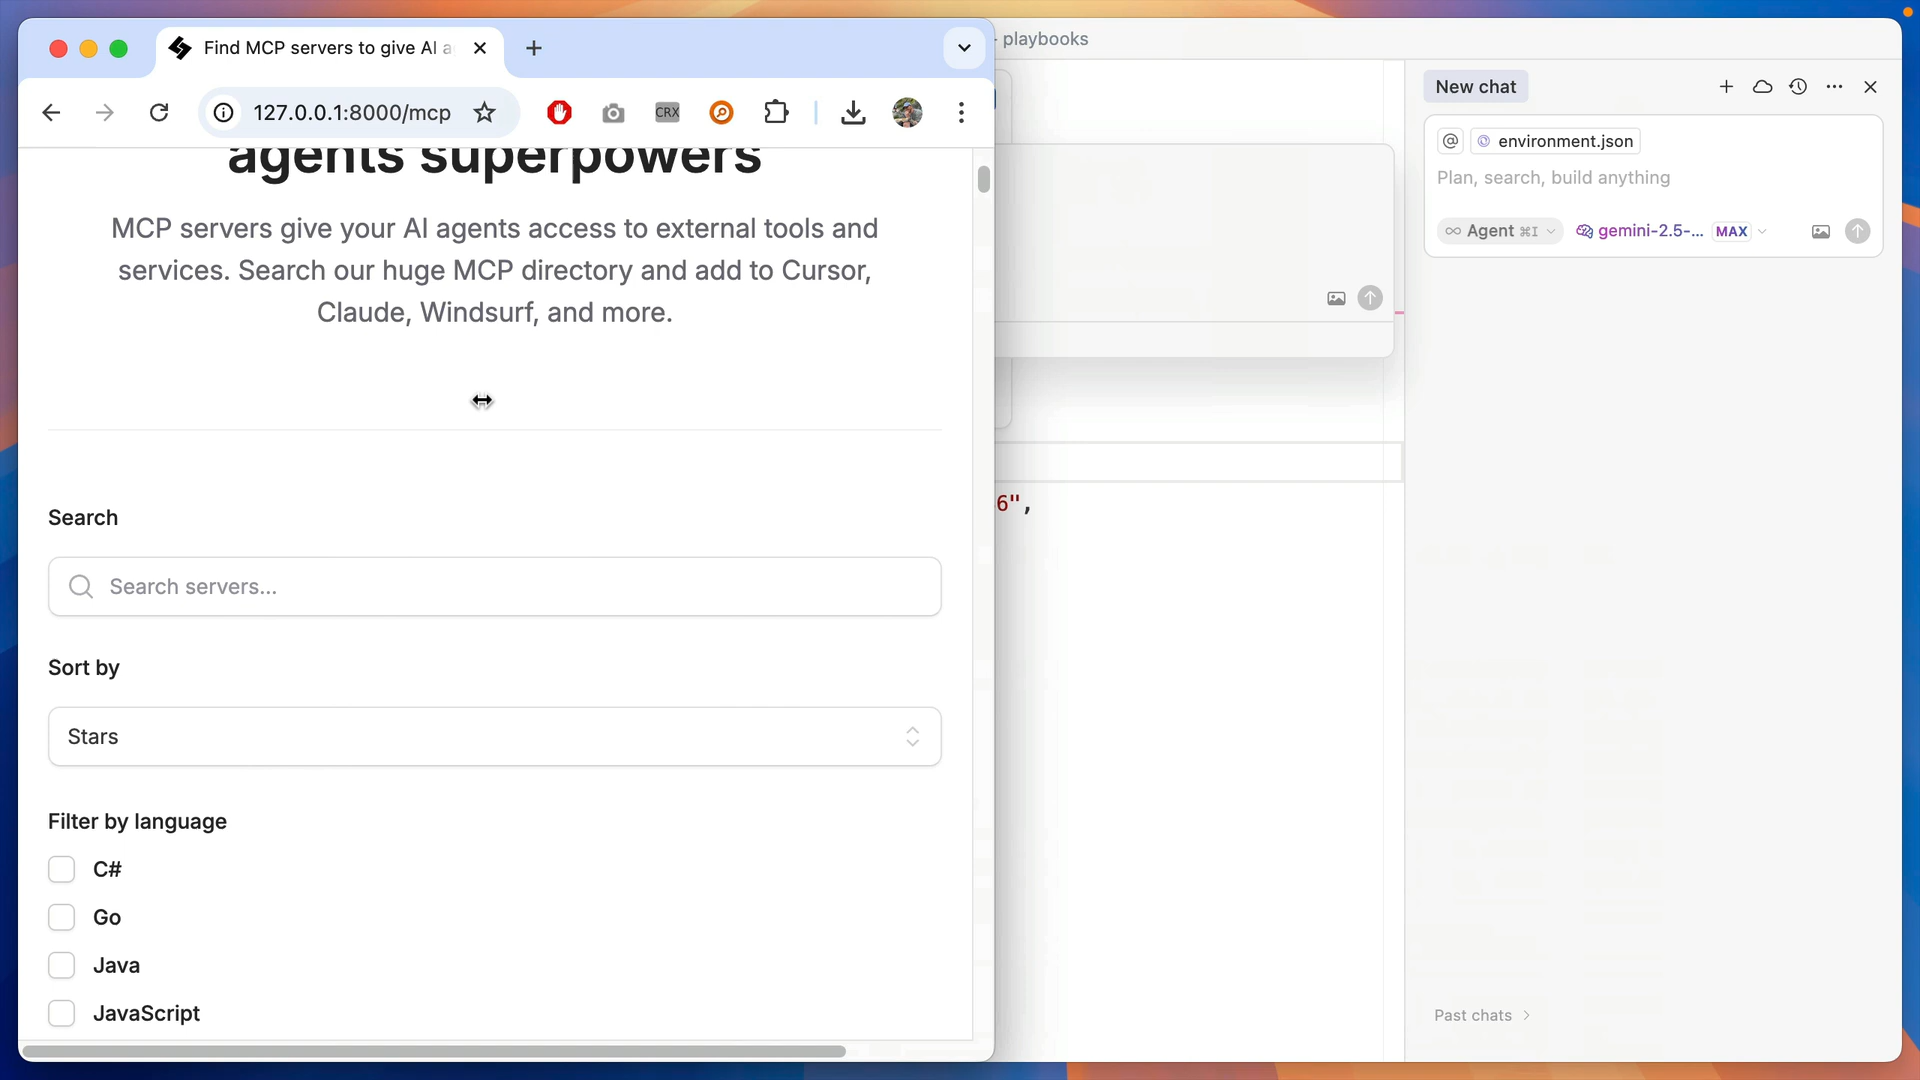 Find MCP servers to give AI a
127.0.0.1:8000/mcp
CRX
agents superpowers
MCP servers give your AI agents access to external tools and
services. Search our huge MCP directory and add to Cursor,
Claude, Windsurf, and more.
Search
Search servers...
Sort by
Stars
Filter by language
C#
Go
Java
JavaScript
- playbooks
6",
New chat
@ environment.json
Plan, search, build anything
Agent ⌘I gemini-2.5-... MAX
Past chats